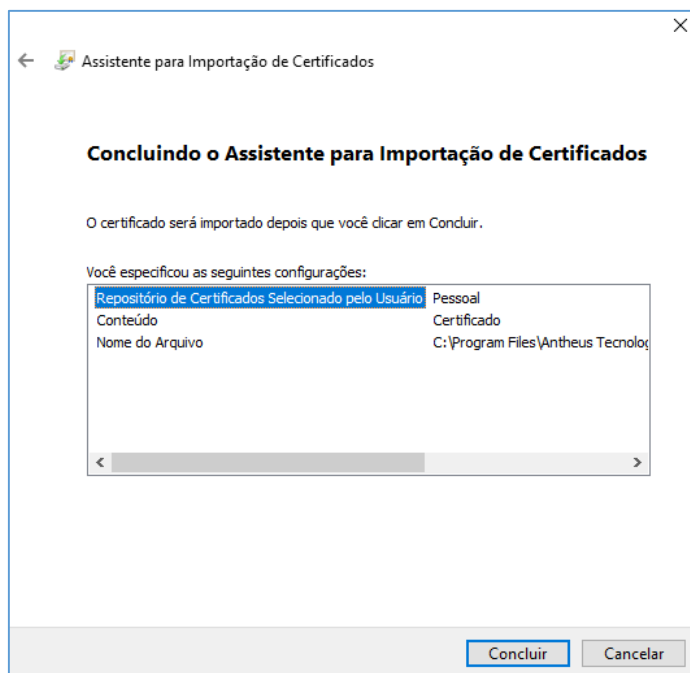 Assistente para Importação de Certificados
Concluindo o Assistente para Importação de Certificados
O certificado será importado depois que você clicar em Concluir.
Você especificou as seguintes configurações:
Repositório de Certificados Selecionado pelo Usuário Pessoal
Conteúdo Certificado
Nome do Arquivo C:\Program Files\Antheus Tecnolog
Concluir Cancelar